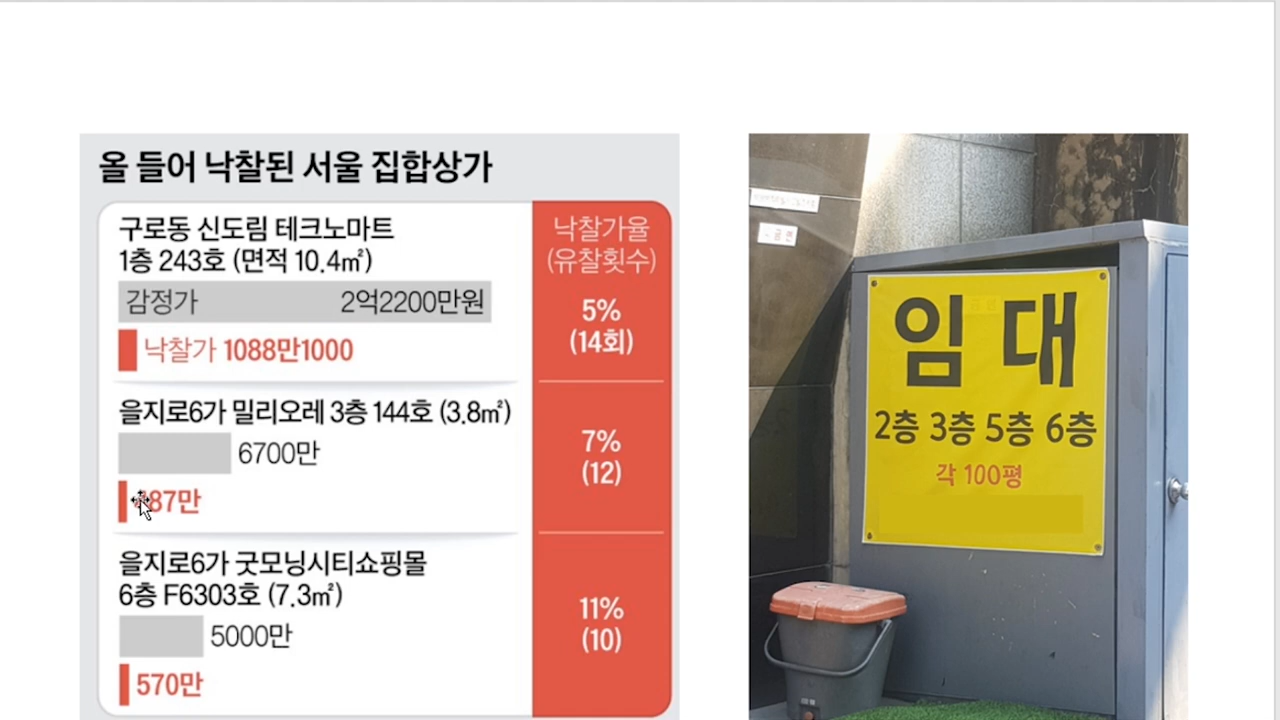 올 들어 낙찰된 서울 집합상가
낙찰가율
(유찰횟수)
구로동 신도림 테크노마트
1층 243호 (면적 10.4㎡)
감정가 2억2200만원
낙찰가 1088만1000
5%
(14회)
을지로6가 밀리오레 3층 144호 (3.8㎡)
6700만
87만
7%
(12)
을지로6가 굿모닝시티쇼핑몰
6층 F6303호 (7.3㎡)
5000만
570만
11%
(10)
임대
2층 3층 5층 6층
각 100평